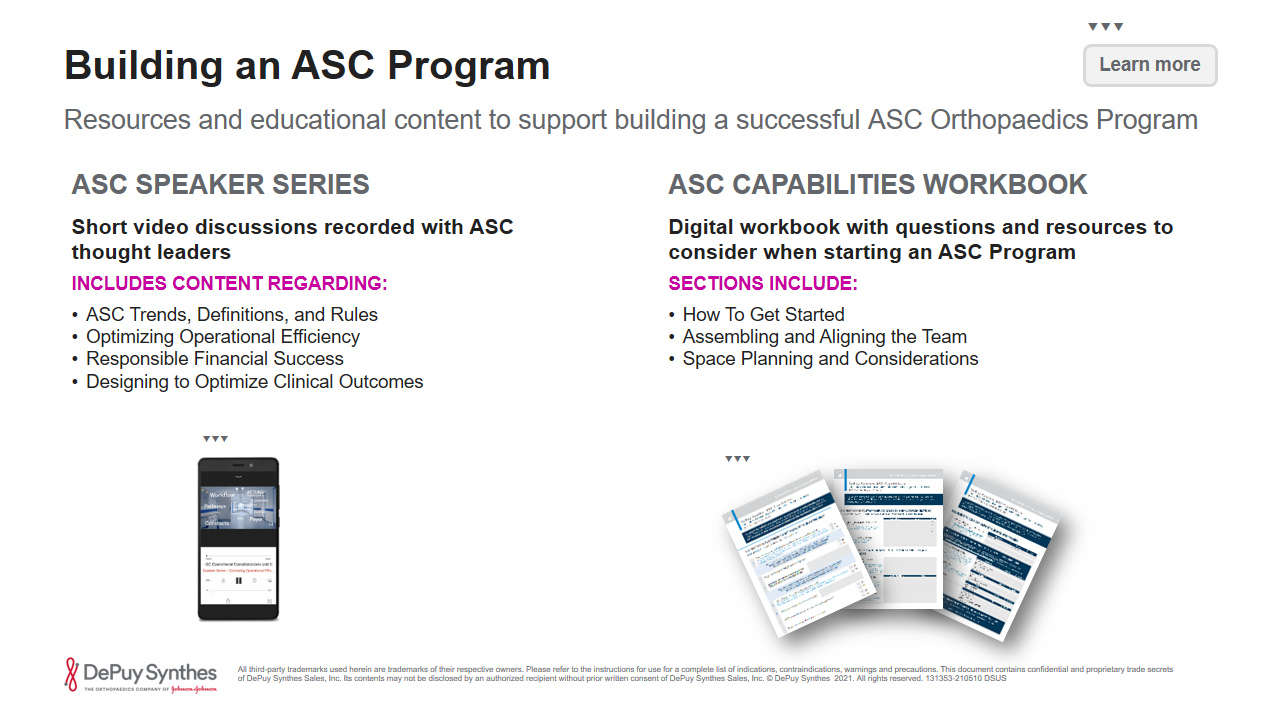 Building an ASC Program
Learn more
Resources and educational content to support building a successful ASC Orthopaedics Program
ASC SPEAKER SERIES
Short video discussions recorded with ASC
thought leaders
INCLUDES CONTENT REGARDING:
• ASC Trends, Definitions, and Rules
• Optimizing Operational Efficiency
• Responsible Financial Success
• Designing to Optimize Clinical Outcomes
ASC CAPABILITIES WORKBOOK
Digital workbook with questions and resources to
consider when starting an ASC Program
SECTIONS INCLUDE:
• How To Get Started
• Assembling and Aligning the Team
• Space Planning and Considerations
Workflow
DePuy Synthes
THE ORTHOPAEDICS COMPANY OF Johnson & Johnson
All third-party trademarks used herein are trademarks of their respective owners. Please refer to the instructions for use for a complete list of indications, contraindications, warnings and precautions. This document contains confidential and proprietary trade secrets
of DePuy Synthes Sales, Inc. Its contents may not be disclosed by an authorized recipient without prior written consent of DePuy Synthes Sales, Inc. © DePuy Synthes 2021. All rights reserved. 131353-210510 DSUS